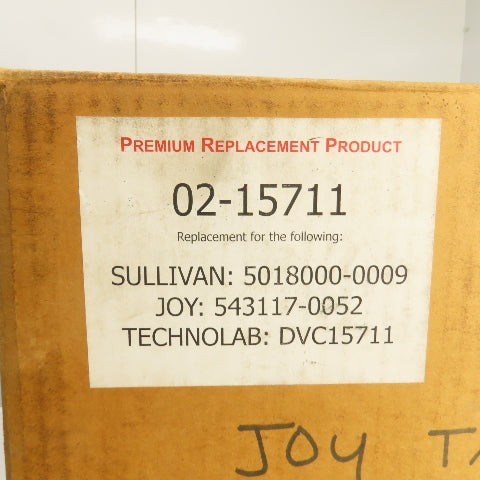 PREMIUM REPLACEMENT PRODUCT
02-15711
Replacement for the following:
SULLIVAN: 5018000-0009
JOY: 543117-0052
TECHNOLAB: DVC15711
JOY